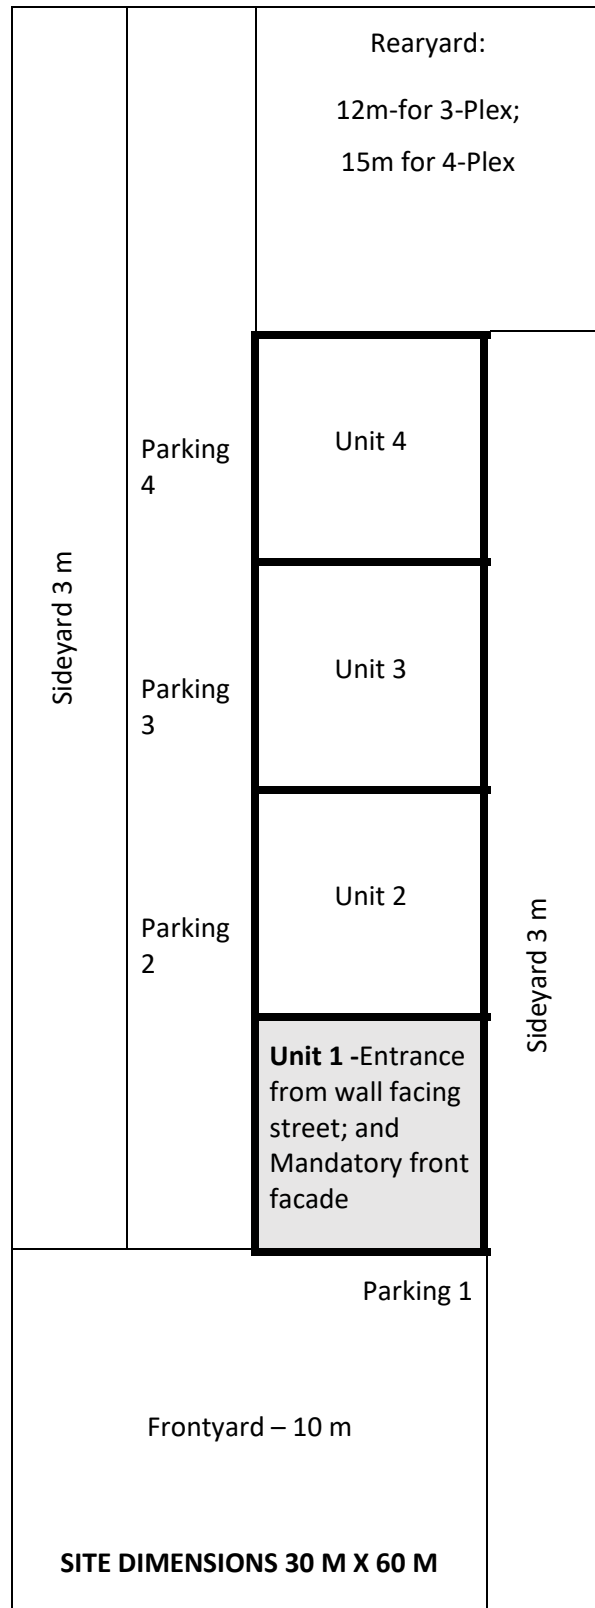 Rearyard:
12m-for 3-Plex;
15m for 4-Plex
Unit 4
Parking
4
Sideyard 3 m
Unit 3
Parking
3
Unit 2
Parking
2
Sideyard 3 m
Unit 1 -Entrance
from wall facing
street; and
Mandatory front
facade
Parking 1
Frontyard – 10 m
SITE DIMENSIONS 30 M X 60 M